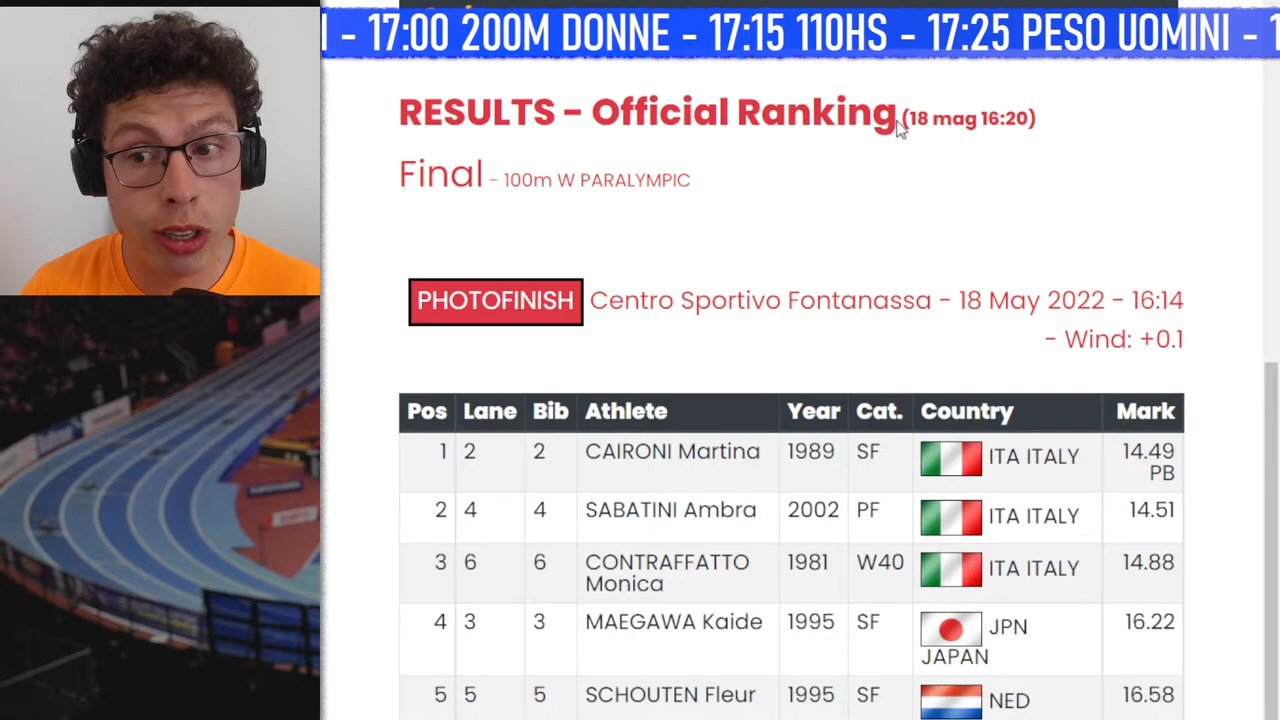 - 17:00 200M DONNE - 17:15 110HS - 17:25 PESO UOMINI - 1
RESULTS - Official Ranking (18 mag 16:20)
Final - 100m W PARALYMPIC
PHOTOFINISH Centro Sportivo Fontanassa - 18 May 2022 - 16:14
- Wind: +0.1
Pos Lane Bib Athlete Year Cat. Country Mark
1 2 2 CAIRONI Martina 1989 SF ITA ITALY 14.49
PB
2 4 4 SABATINI Ambra 2002 PF ITA ITALY 14.51
3 6 6 CONTRAFFATTO 1981 W40 ITA ITALY 14.88
Monica
4 3 3 MAEGAWA Kaide 1995 SF JPN 16.22
JAPAN
5 5 5 SCHOUTEN Fleur 1995 SF NED 16.58